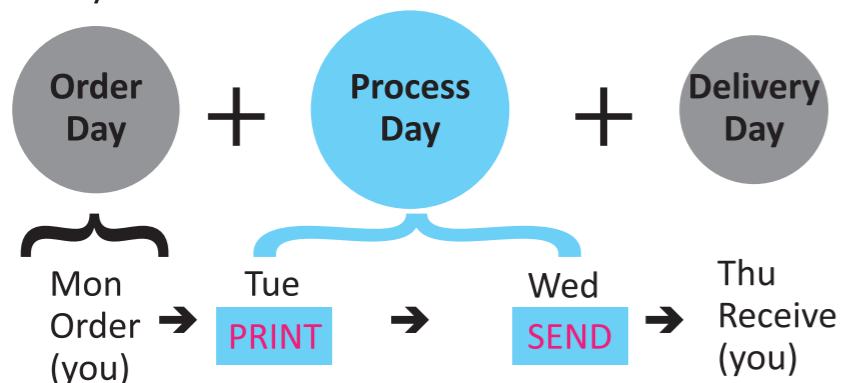 Order
Day
+
Process
Day
+
Delivery
Day
Mon
Order
(you)
Tue
PRINT
Wed
SEND
Thu
Receive
(you)